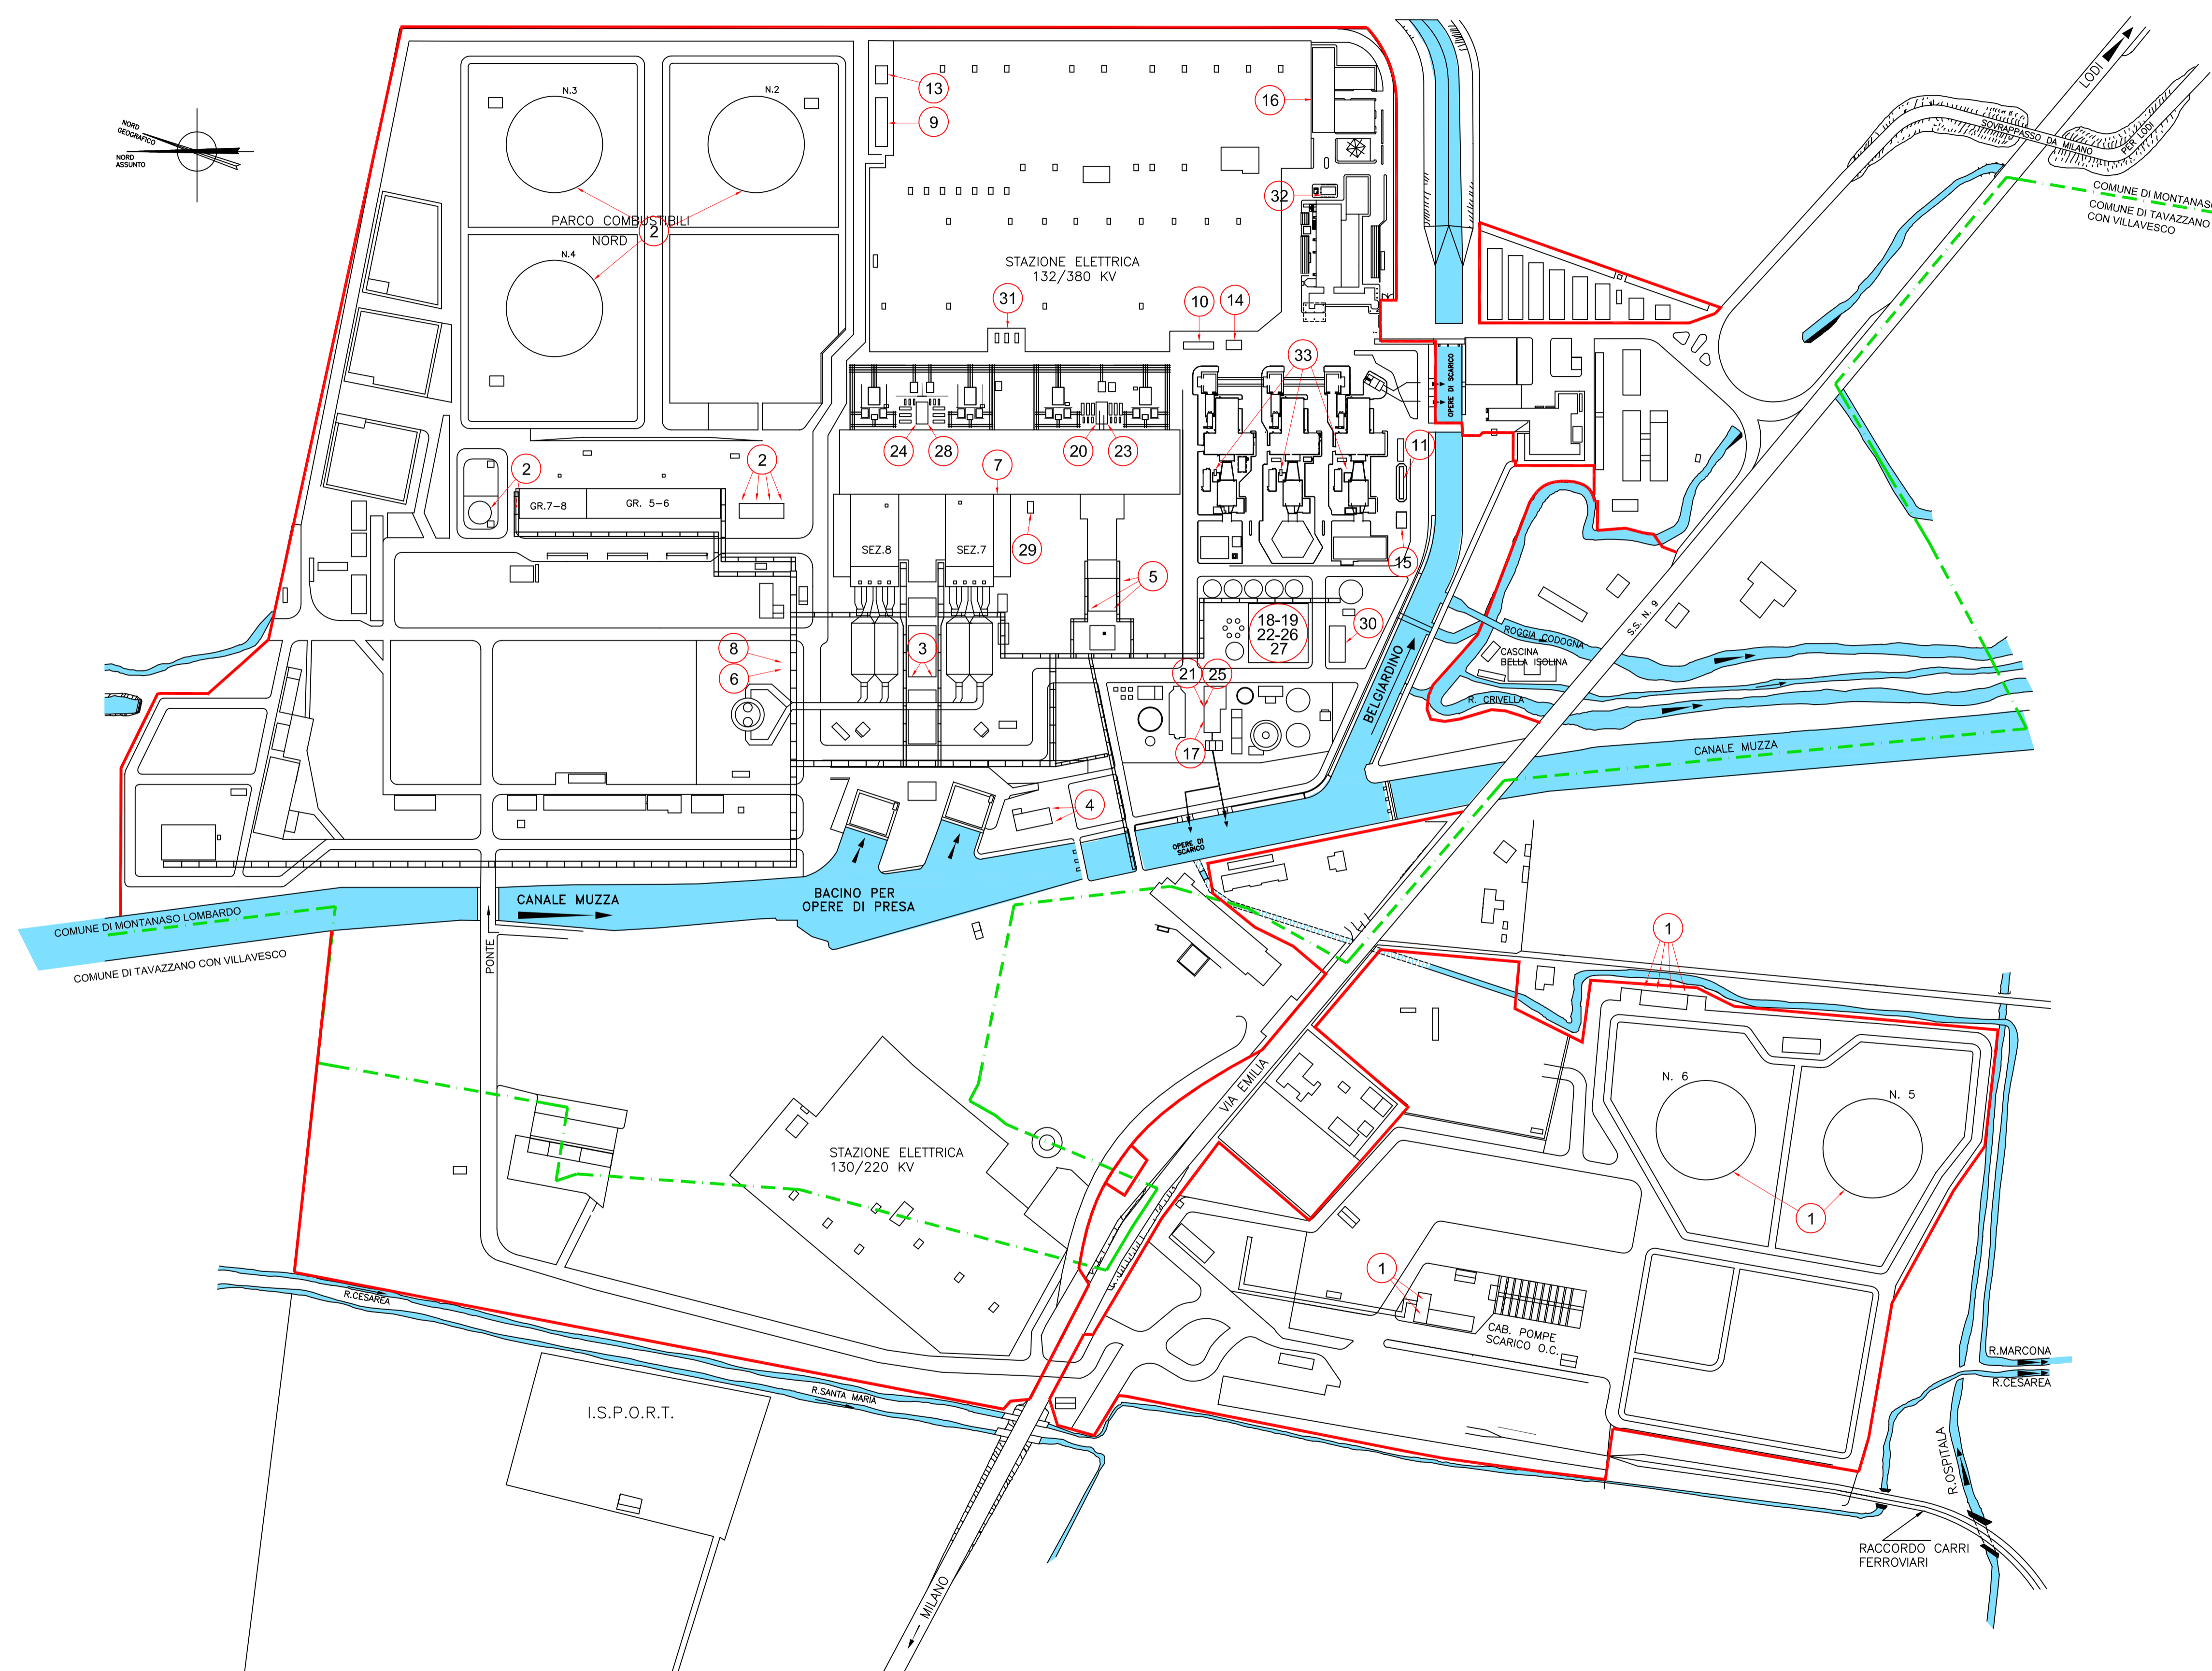 LODI
SOVRAPPASSO DA MILANO
PER LODI
N.3
N.2
13
16
9
NORD
GEOGRAFICO
NORD
ASSUNTO
COMUNE DI MONTANASO
COMUNE DI TAVAZZANO
CON VILLAVESCO
32
PARCO COMBUSTIBILI
2
NORD
N.4
STAZIONE ELETTRICA
132/380 KV
31
10
14
33
OPERE DI SCARICO
24
28
20
23
11
2
2
7
GR.7-8
GR. 5-6
SEZ.8
SEZ.7
29
15
5
18-19
22-26
27
30
S.S. N. 9
ROGGIA CODOGNA
CASCINA
BELLA ISOLINA
8
3
6
21
25
R. CRIVELLA
BELGIARDINO
17
CANALE MUZZA
4
OPERE DI
SCARICO
BACINO PER
OPERE DI PRESA
CANALE MUZZA
COMUNE DI MONTANASO LOMBARDO
COMUNE DI TAVAZZANO CON VILLAVESCO
PONTE
1
N. 6
N. 5
VIA EMILIA
STAZIONE ELETTRICA
130/220 KV
1
1
R.CESAREA
CAB. POMPE
SCARICO O.C.
R.MARCONA
R.CESAREA
R.SANTA MARIA
I.S.P.O.R.T.
R.OSPITALA
RACCORDO CARRI
FERROVIARI
MILANO